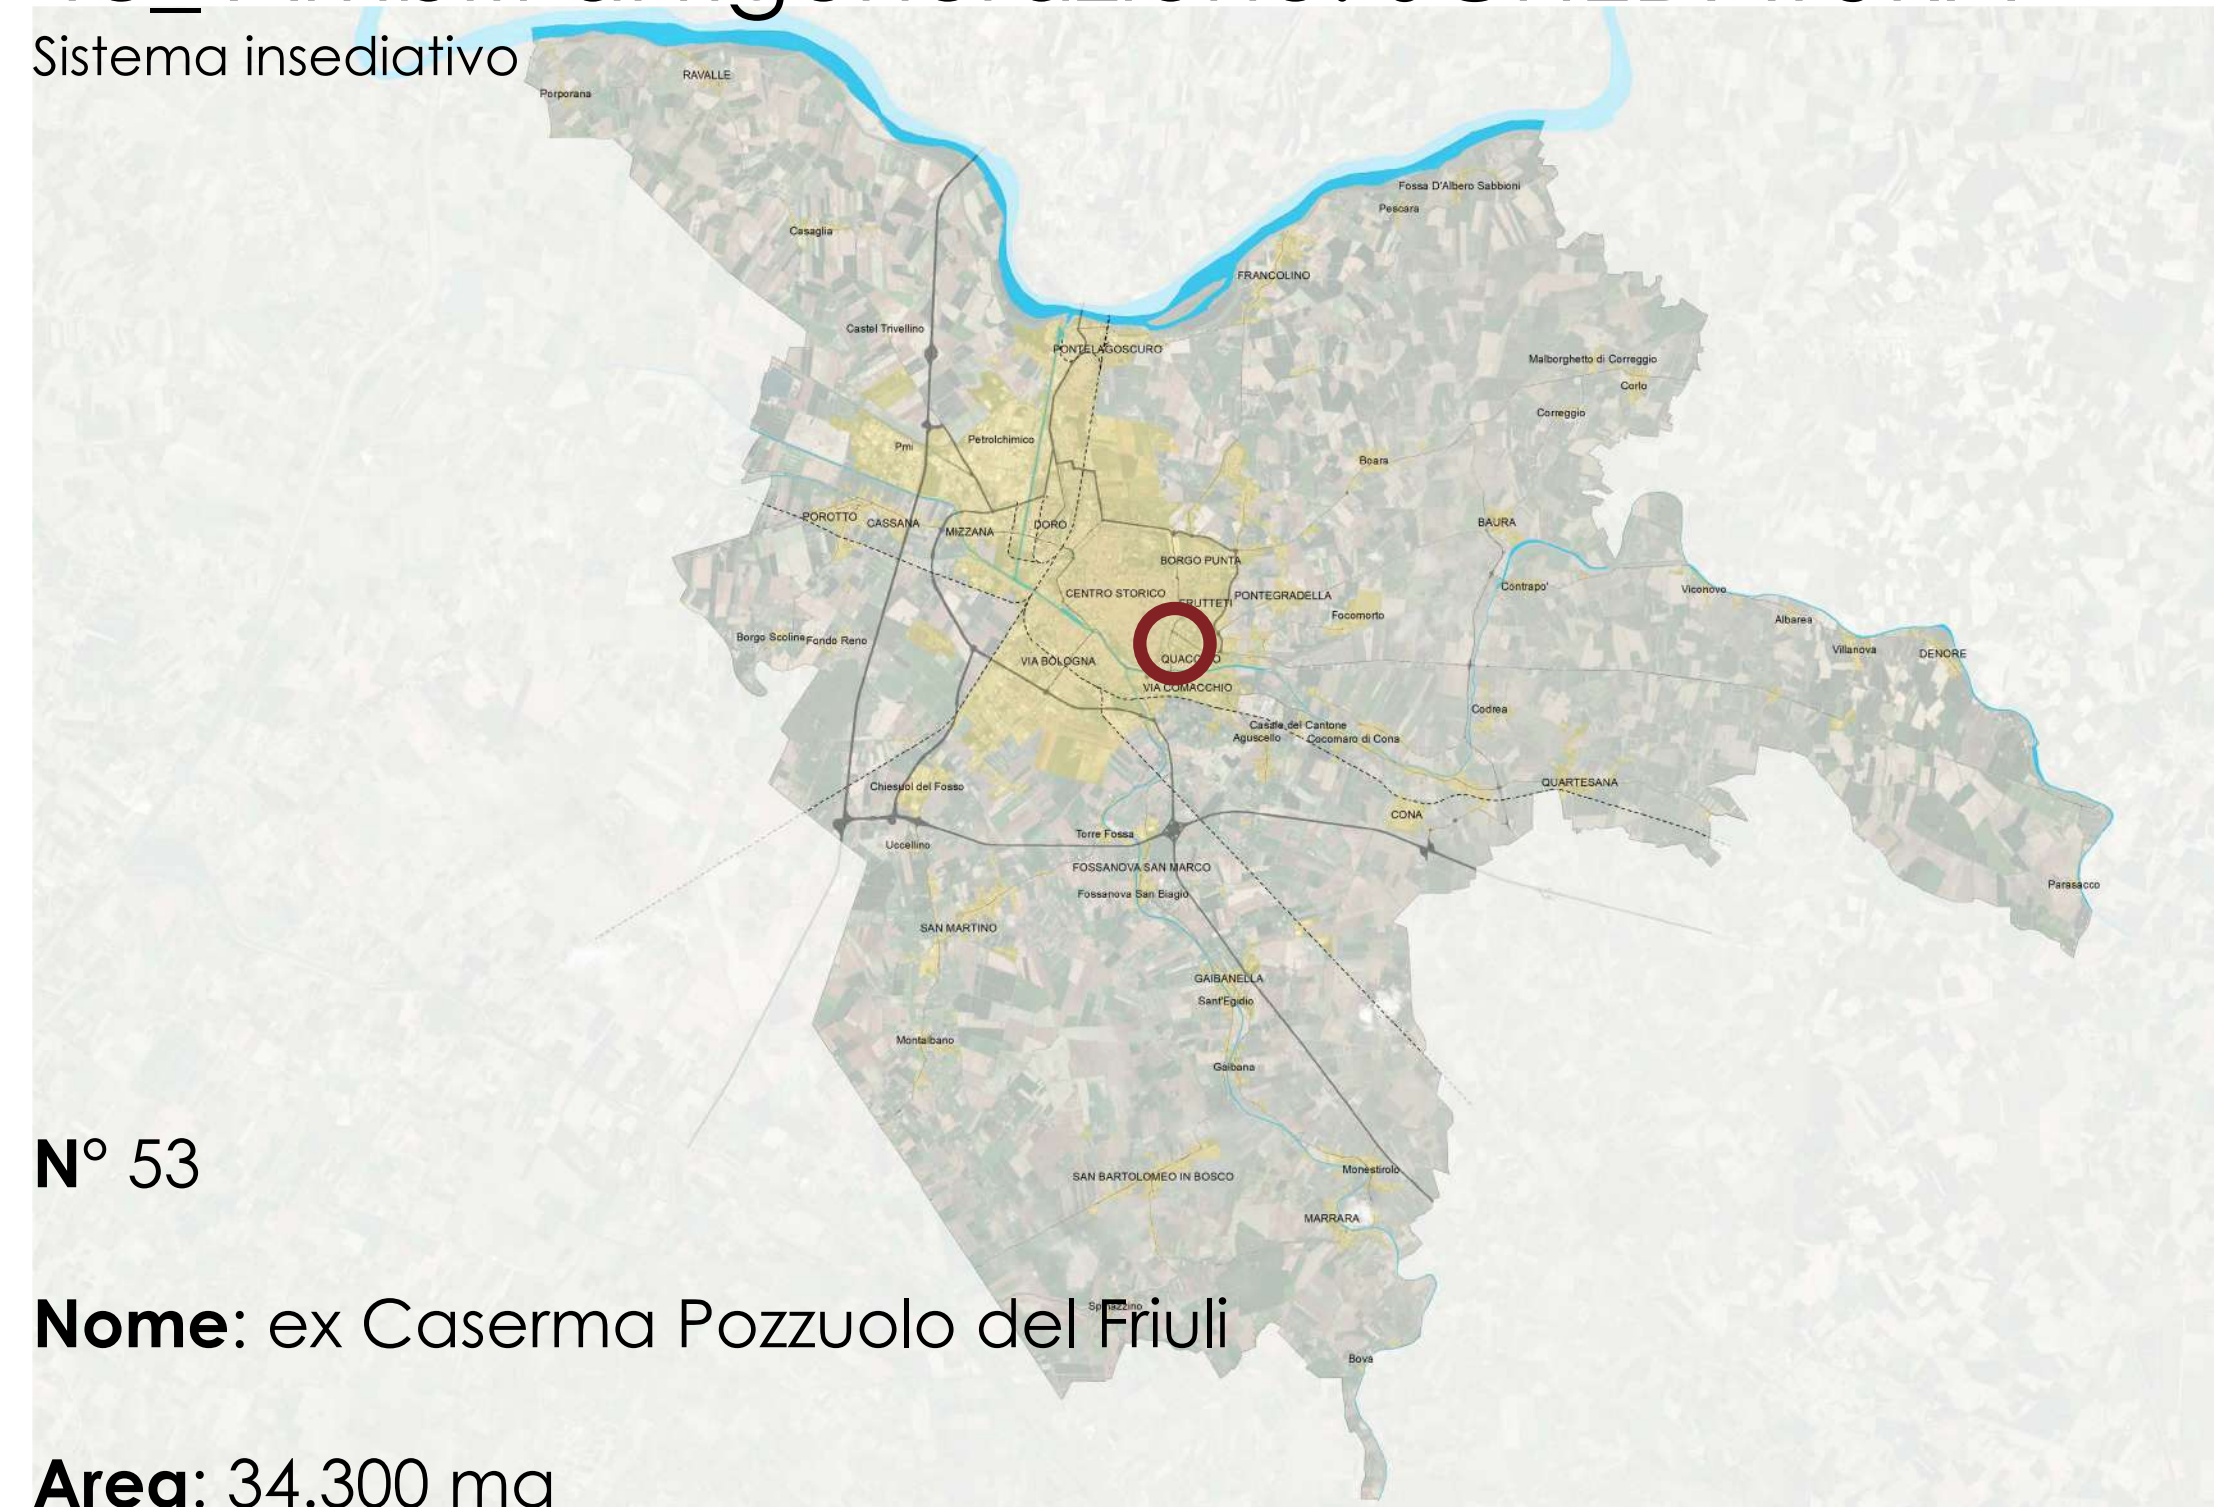 Sistema insediativo
RAVALLE
Porporana
Fossa D'Albero Sabbioni
Pescara
Casaglia
FRANCOLINO
Castel Trivellino
PONTELAGOSCURO
Malborghetto di Correggio
Corlo
Correggio
Petrolchimico
Pmi
Boara
POROTTO
CASSANA
MIZZANA
DORO
BAURA
BORGO PUNTA
CENTRO STORICO
FRUTTETI
PONTEGRADELLA
Contrapo'
Viconovo
Focomorto
Albarea
Borgo Scoline
Fondo Reno
Villanova
DENORE
VIA BOLOGNA
VIA COMACCHIO
Codrea
Casale del Cantone
Aguscello
Cocomaro di Cona
Chiesuol del Fosso
QUARTESANA
CONA
Torre Fossa
Uccellino
FOSSANOVA SAN MARCO
Fossanova San Biagio
Parasacco
SAN MARTINO
GAIBANELLA
Sant'Egidio
Montalbano
Gaibana
N° 53
Monestirolo
SAN BARTOLOMEO IN BOSCO
MARRARA
Nome: ex Caserma Pozzuolo del Friuli
Bova
Area: 34.300 mq